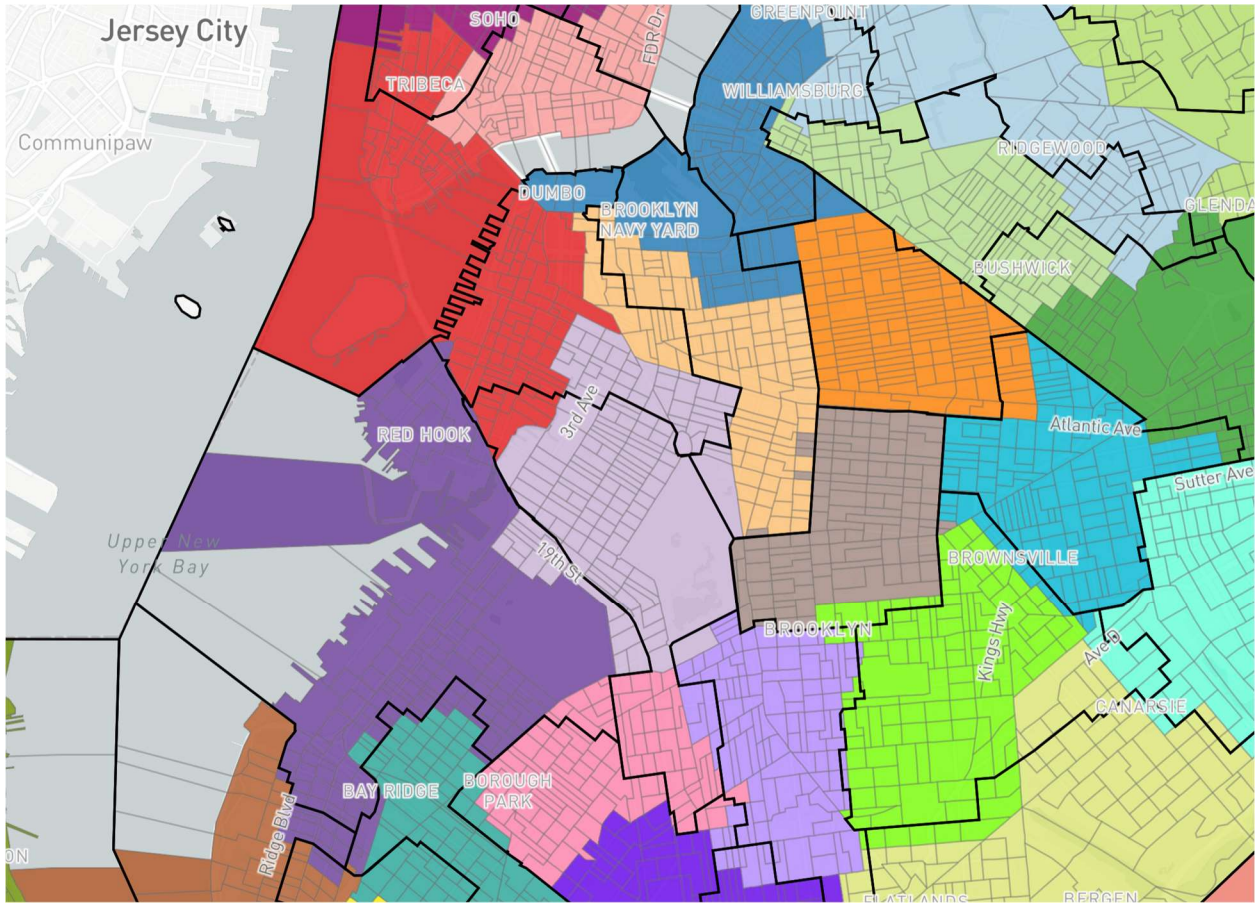 SOHO
GREENPOINT
Jersey City
FDR Dr
TRIBECA
WILLIAMSBURG
Communipaw
RIDGEWOOD
DUMBO
BROOKLYN
NAVY YARD
GLENDA
BUSHWICK
3rd Ave
Atlantic Ave
RED HOOK
Sutter Ave
Upper New
York Bay
19th St
BROWNSVILLE
BROOKLYN
Kings Hwy
Ave D
CANARSIE
BAY RIDGE
BOROUGH
PARK
Ridge Blvd
ON
FLATLANDS
BERGEN